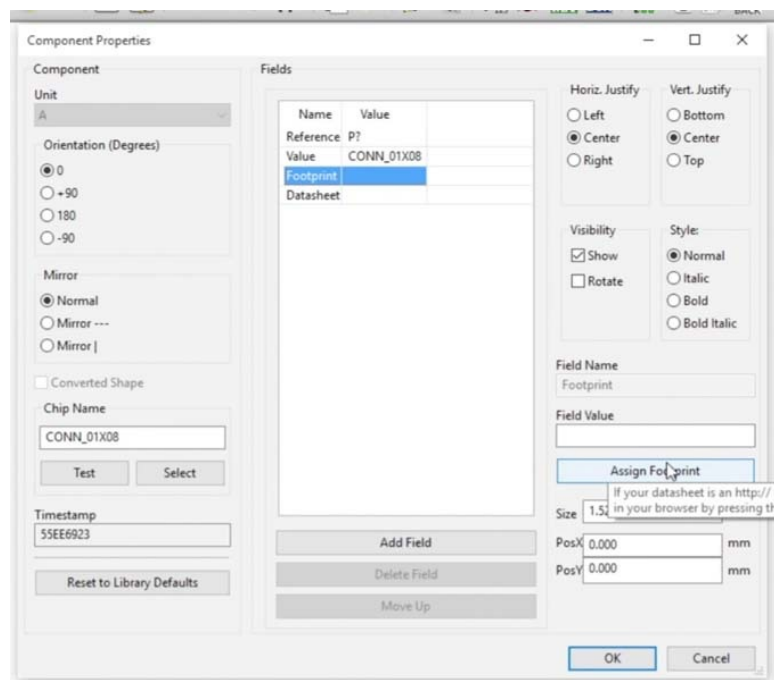 BACK
Component Properties
Component
Unit
A
Orientation (Degrees)
0
+90
180
-90
Mirror
Normal
Mirror ---
Mirror |
Converted Shape
Chip Name
CONN_01X08
Test Select
Timestamp
55EE6923
Reset to Library Defaults
Fields
Name Value
Reference P?
Value CONN_01X08
Footprint
Datasheet
Add Field
Delete Field
Move Up
Horiz. Justify
Left
Center
Right
Vert. Justify
Bottom
Center
Top
Visibility
Show
Rotate
Style:
Normal
Italic
Bold
Bold Italic
Field Name
Footprint
Field Value
Assign Footprint
If your datasheet is an http://
in your browser by pressing th
Size 1.52
PosX 0.000 mm
PosY 0.000 mm
OK Cancel